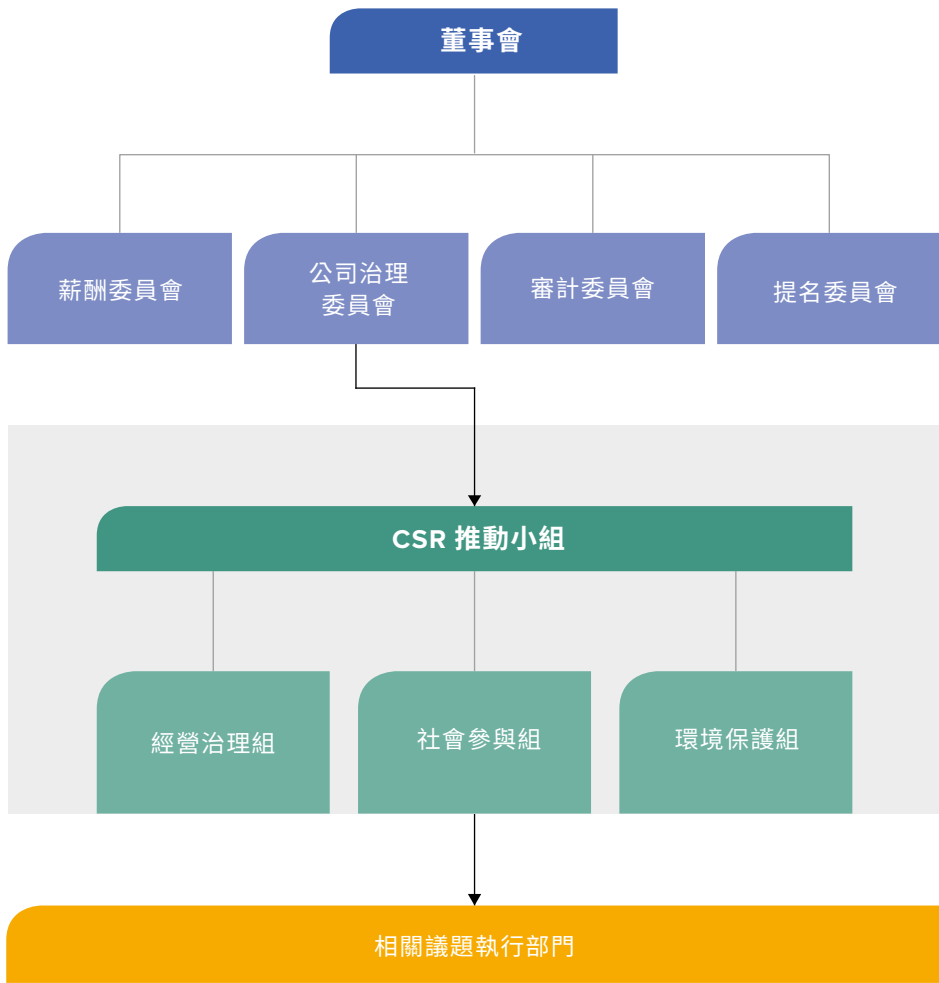 董事會
薪酬委員會
公司治理
委員會
審計委員會
提名委員會
CSR 推動小組
經營治理組
社會參與組
環境保護組
相關議題執行部門